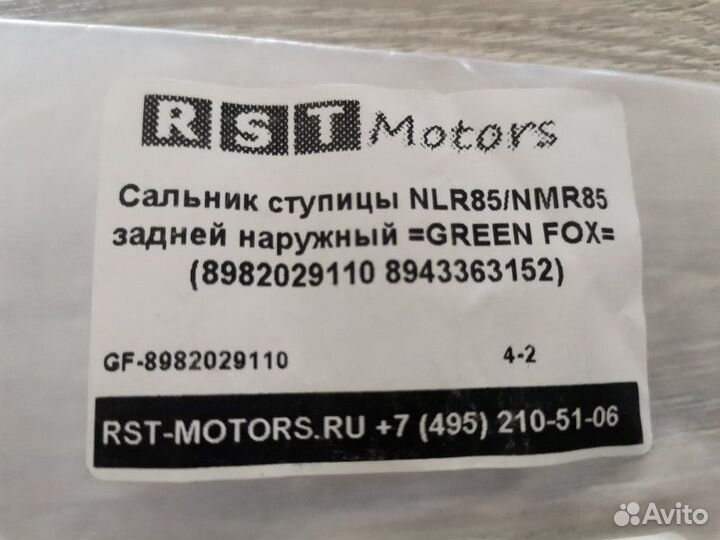 RST Motors
Сальник ступицы NLR85/NMR85
задней наружный =GREEN FOX=
(8982029110 8943363152)
GF-8982029110 4-2
RST-MOTORS.RU +7 (495) 210-51-06
Avito